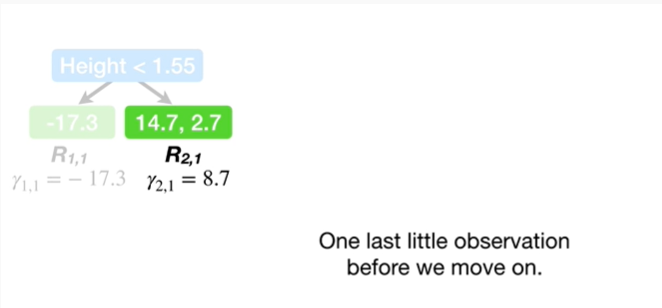 Height < 1.55
-17.3 14.7, 2.7
R1,1 R2,1
γ1,1 = − 17.3 γ2,1 = 8.7
One last little observation
before we move on.